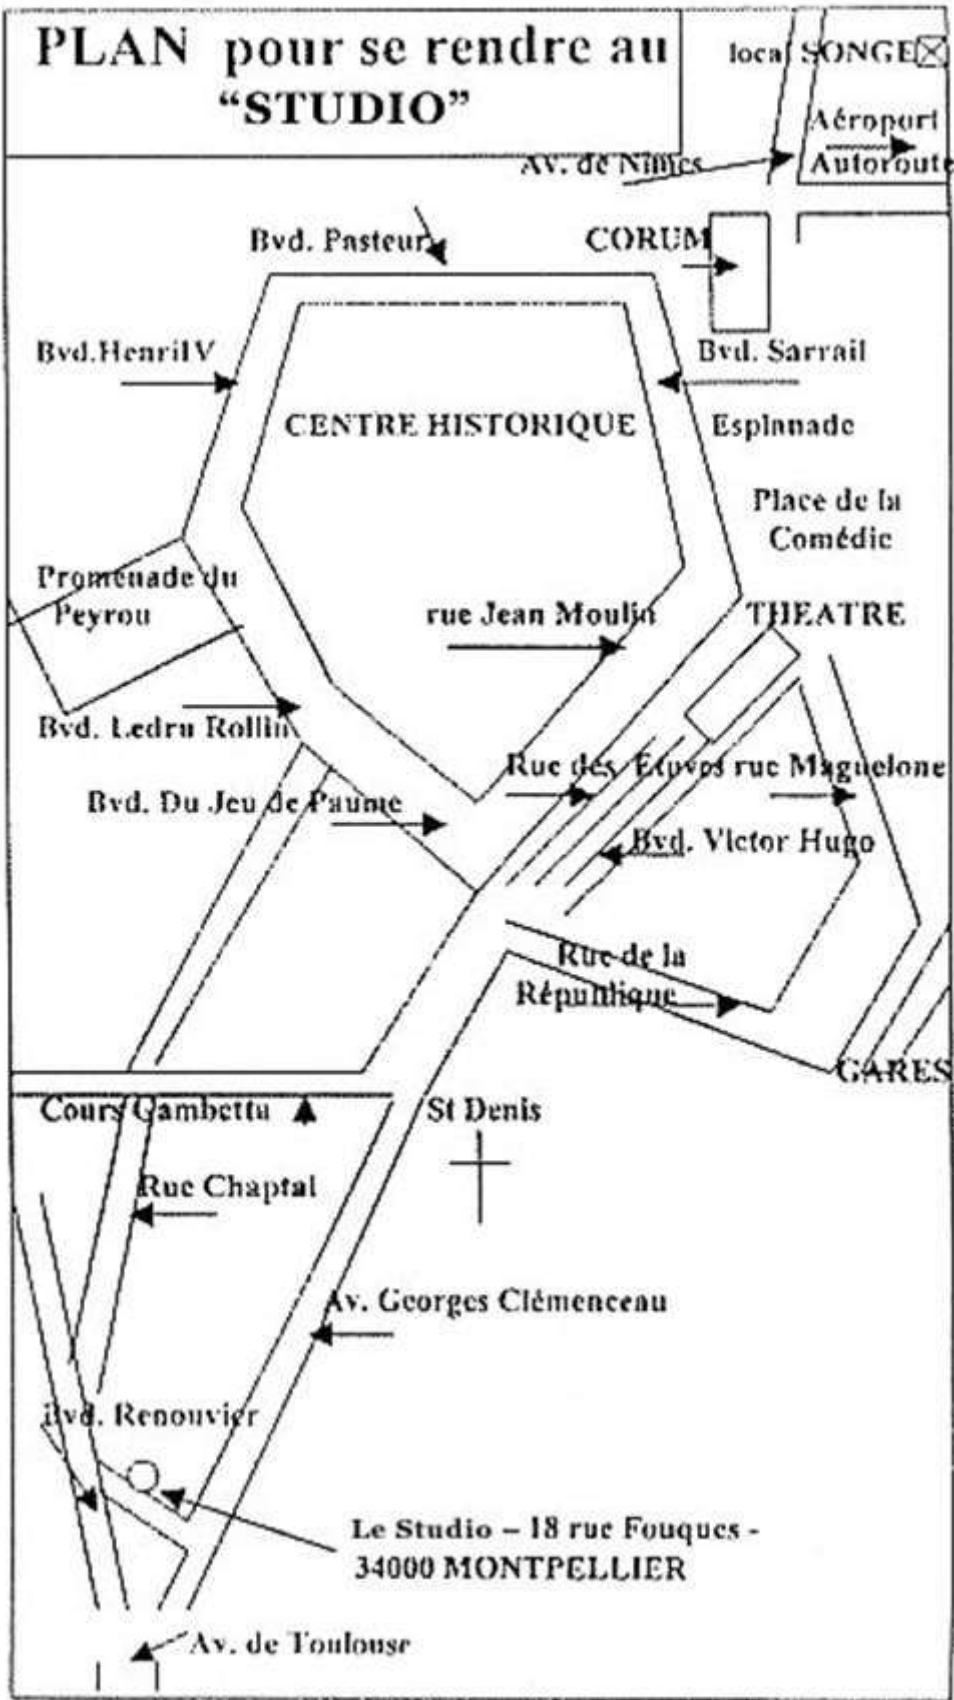 PLAN pour se rendre au
“STUDIO”
local SONGE
Aéroport
Autoroute
Av. de Nîmes
Bvd. Pasteur
CORUM
Bvd.HenriIV
Bvd. Sarrail
CENTRE HISTORIQUE
Esplanade
Place de la
Comédie
Promenade du
Peyrou
rue Jean Moulin
THEATRE
Bvd. Ledru Rollin
Rue des Etuves
rue Maguelone
Bvd. Du Jeu de Paume
Bvd. Victor Hugo
Rue de la
République
GARES
Cours Gambetta
St Denis
Rue Chaptal
Av. Georges Clémenceau
Bvd. Renouvier
Le Studio – 18 rue Fouques -
34000 MONTPELLIER
Av. de Toulouse